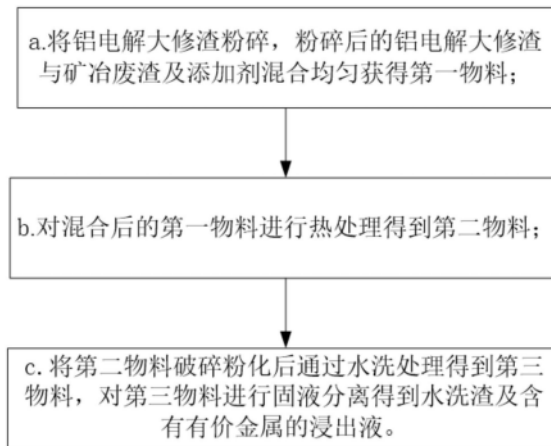 a.将铝电解大修渣粉碎，粉碎后的铝电解大修渣
与矿冶废渣及添加剂混合均匀获得第一物料；
b.对混合后的第一物料进行热处理得到第二物料；
c.将第二物料破碎粉化后通过水洗处理得到第三
物料，对第三物料进行固液分离得到水洗渣及含
有有价金属的浸出液。